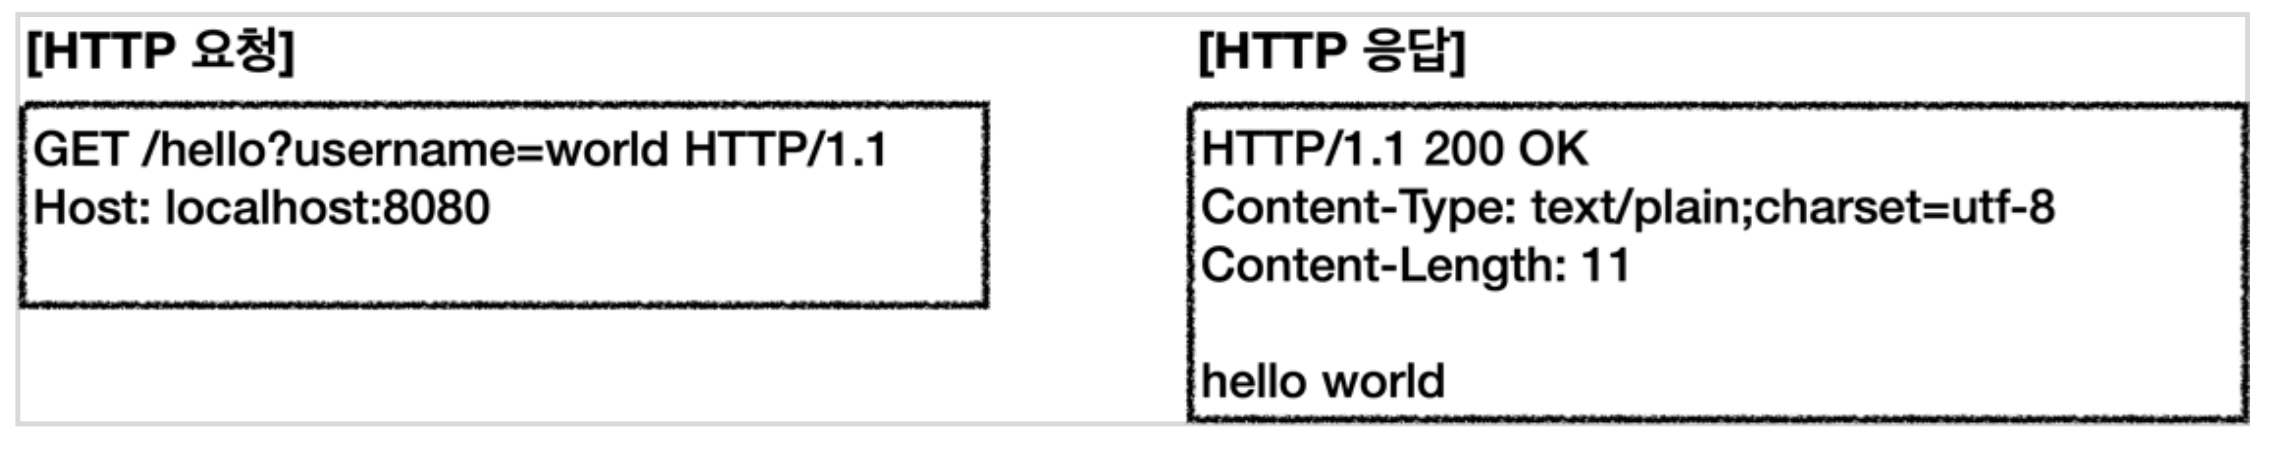 [HTTP 요청]
GET /hello?username=world HTTP/1.1
Host: localhost:8080
[HTTP 응답]
HTTP/1.1 200 OK
Content-Type: text/plain;charset=utf-8
Content-Length: 11
hello world